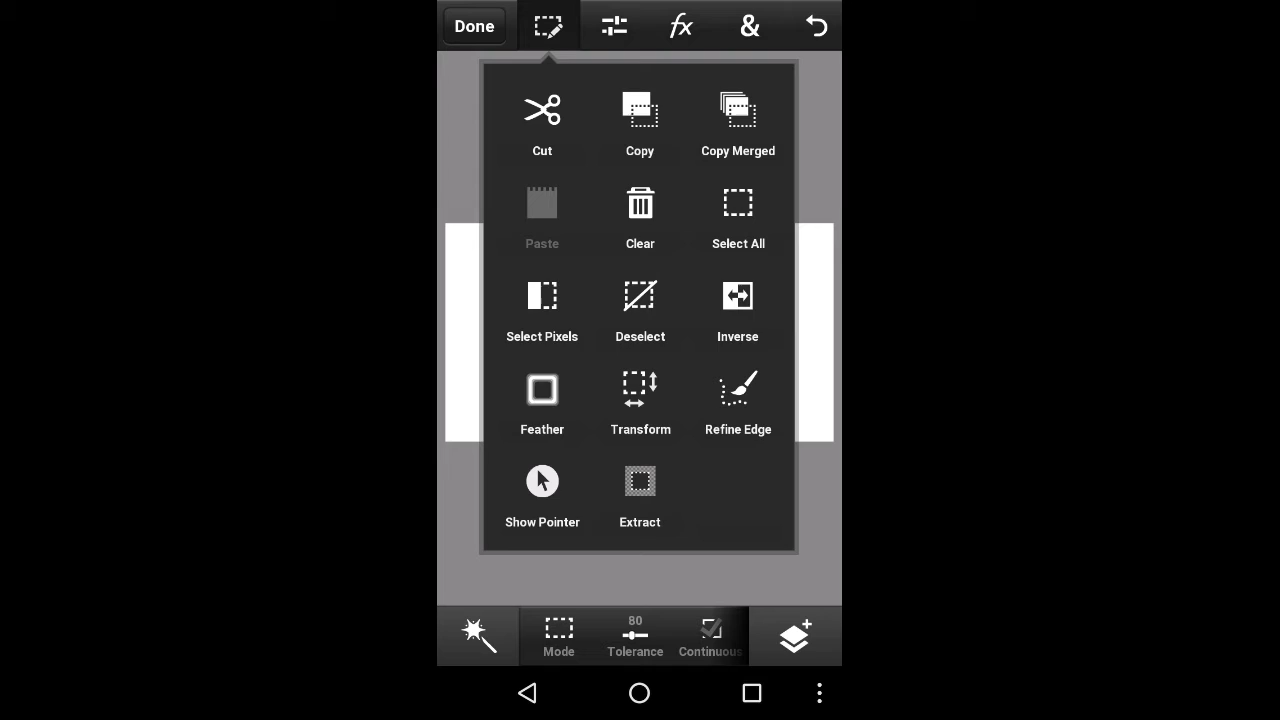 Done fx &
Cut Copy Copy Merged
Paste Clear Select All
Select Pixels Deselect Inverse
Feather Transform Refine Edge
Show Pointer Extract
80
Mode Tolerance Continuous